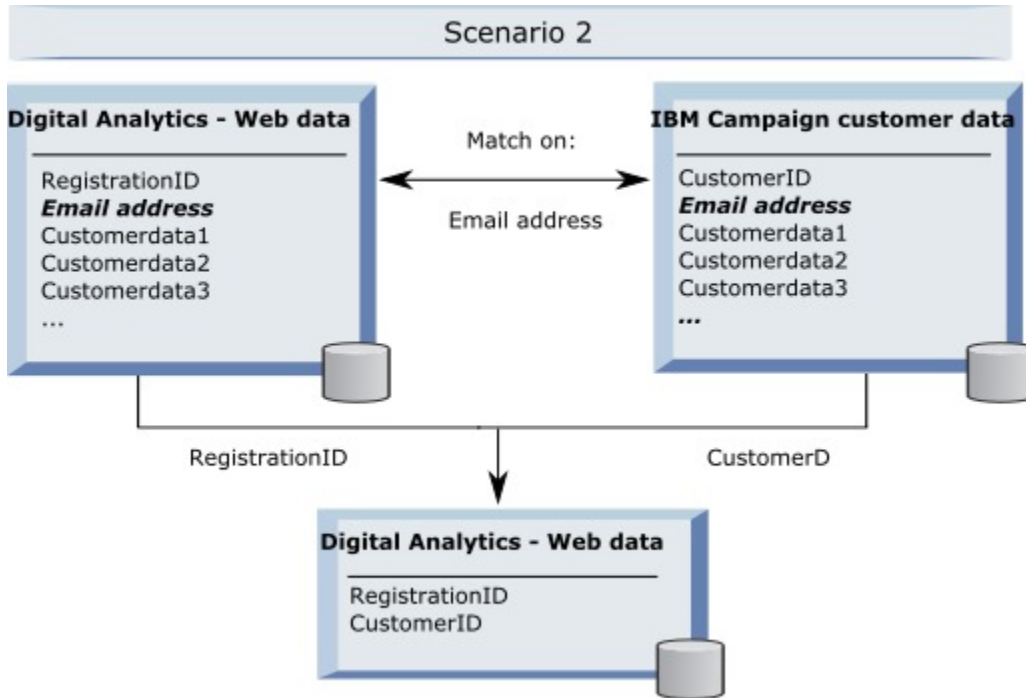 Scenario 2
Digital Analytics - Web data
RegistrationID
Email address
Customerdata1
Customerdata2
Customerdata3
...
Match on:
Email address
IBM Campaign customer data
CustomerID
Email address
Customerdata1
Customerdata2
Customerdata3
...
RegistrationID
CustomerD
Digital Analytics - Web data
RegistrationID
CustomerID